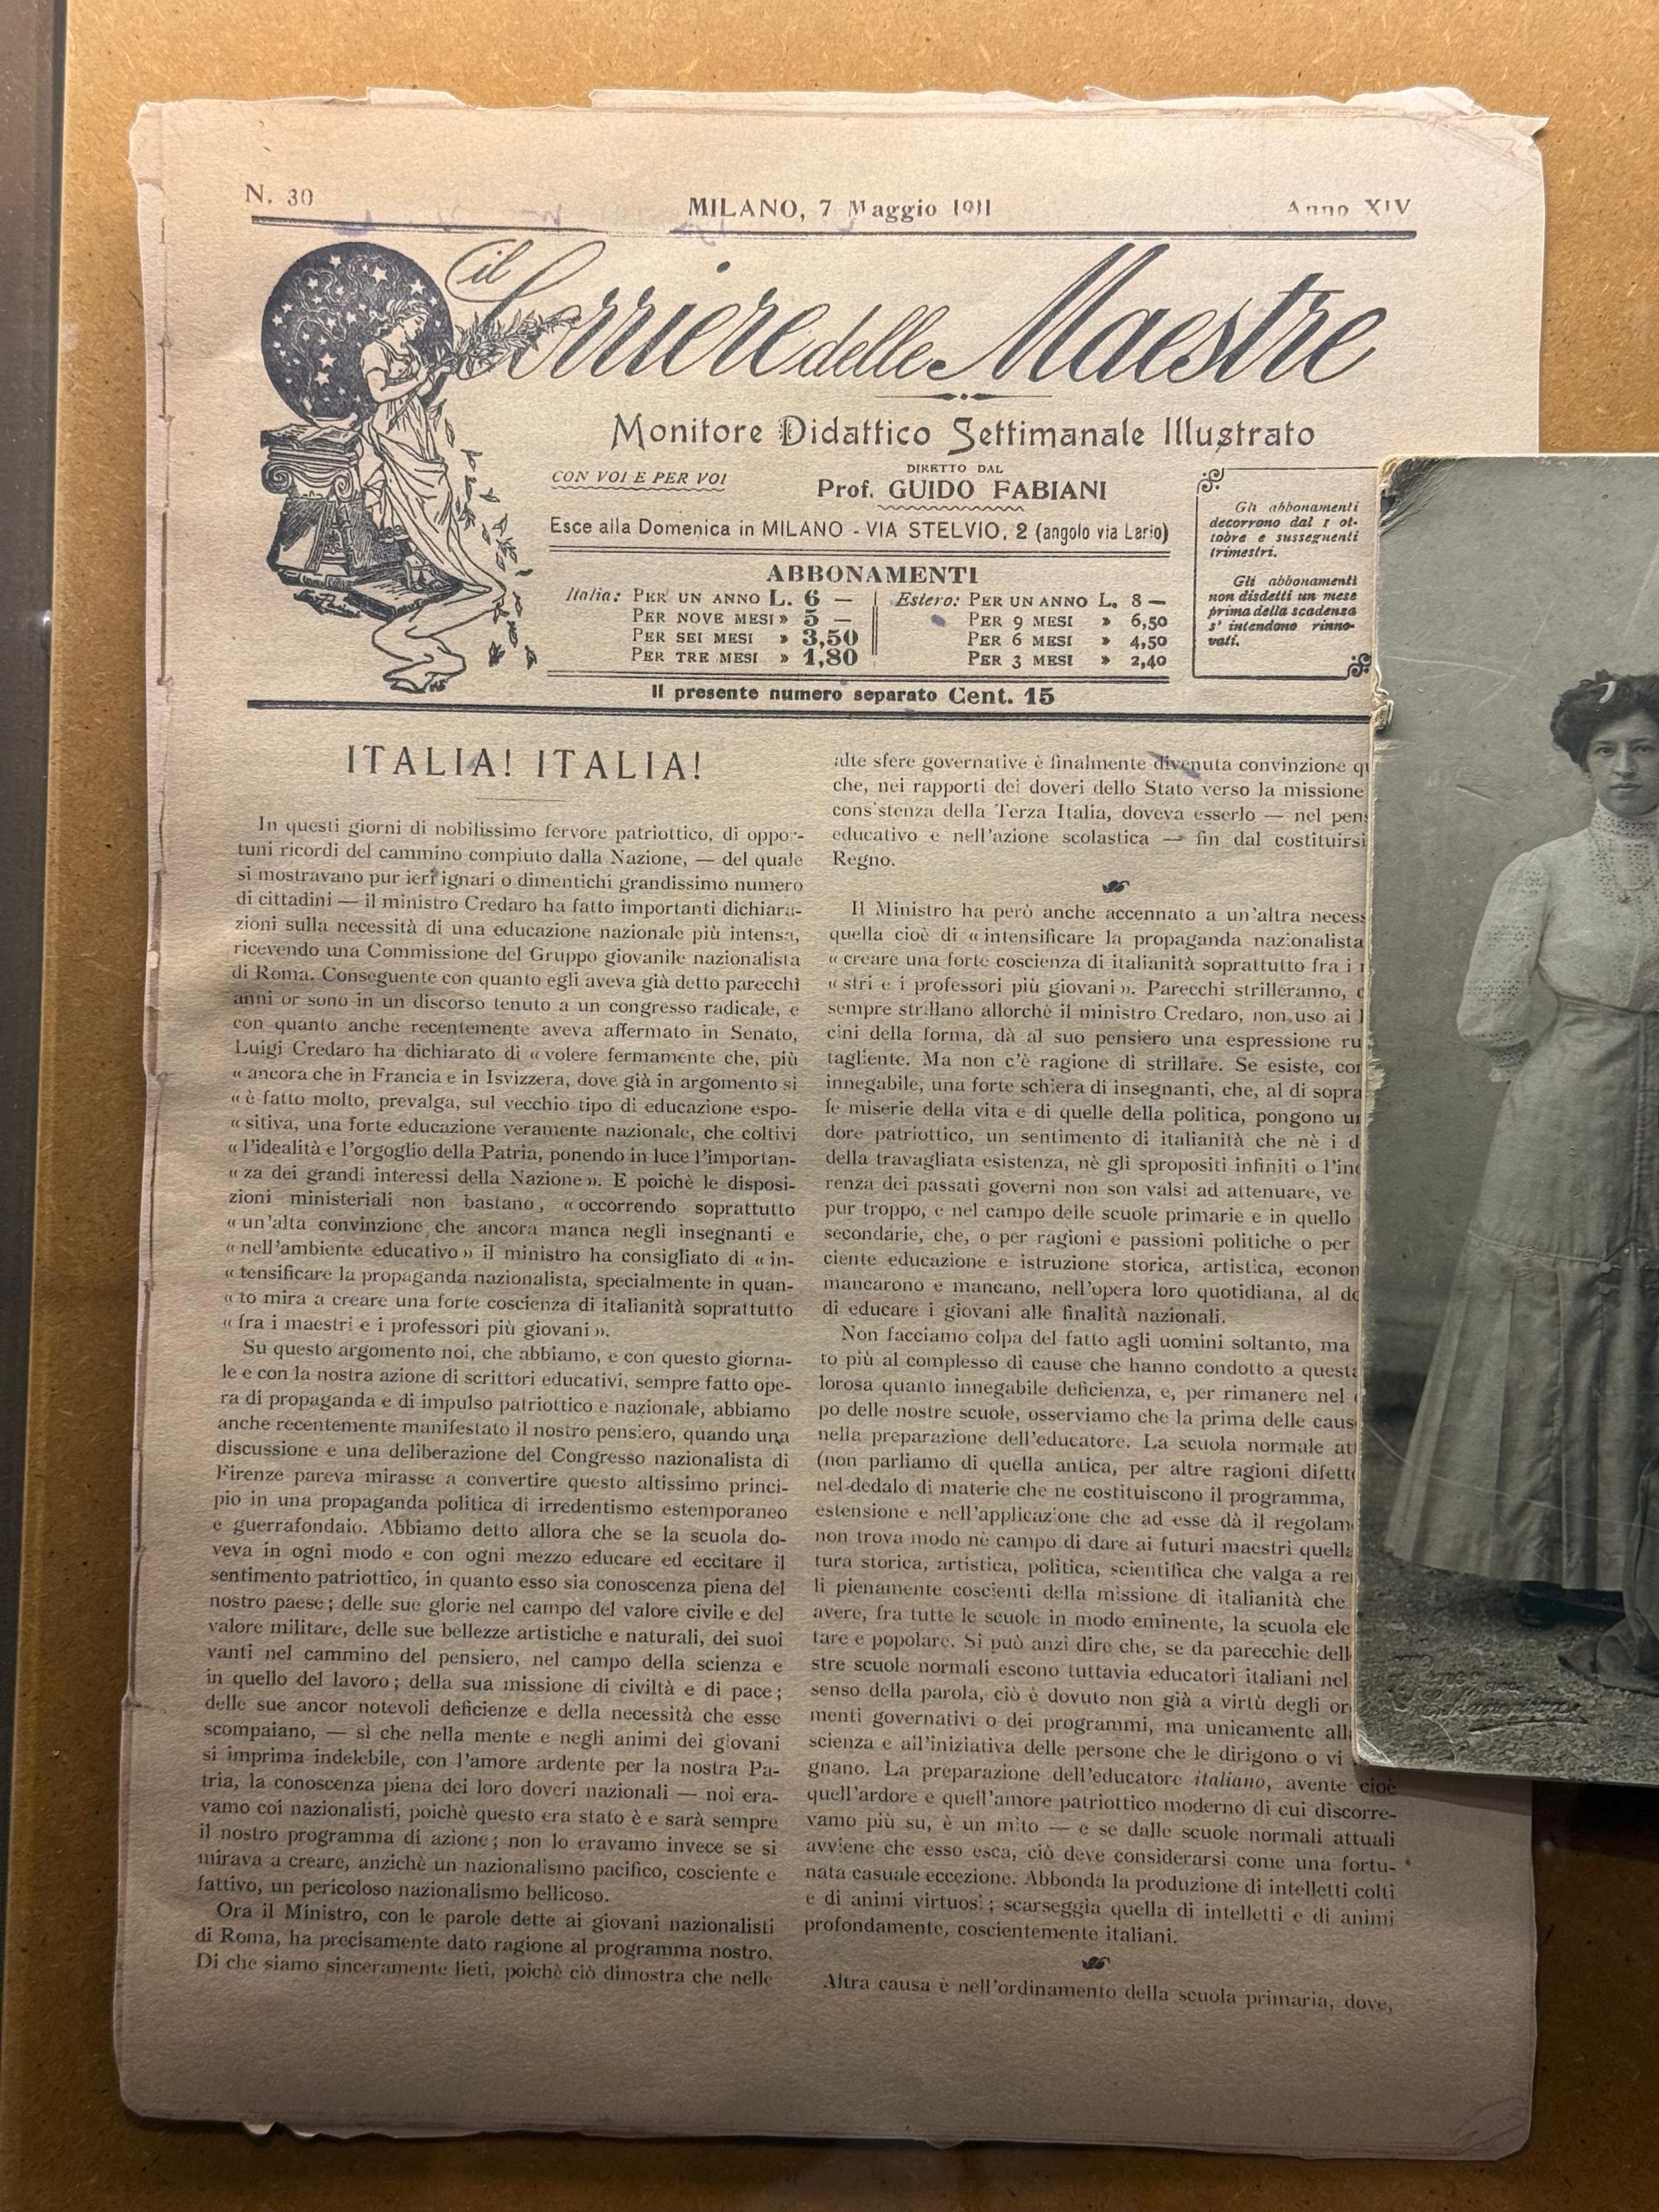 N. 30
MILANO, 7 Maggio 1911
Anno XIV
il Corriere delle Maestre
Monitore Didattico Settimanale Illustrato
CON VOI E PER VOI
DIRETTO DAL
Prof. GUIDO FABIANI
Esce alla Domenica in MILANO - VIA STELVIO, 2 (angolo via Lario)
ABBONAMENTI
Italia: PER UN ANNO L. 6 —
PER NOVE MESI » 5 —
PER SEI MESI » 3,50
PER TRE MESI » 1,80
Estero: PER UN ANNO L. 8 —
PER 9 MESI » 6,50
PER 6 MESI » 4,50
PER 3 MESI » 2,40
Gli abbonamenti
decorrono dal 1 ot-
tobre e susseguenti
trimestri.
Gli abbonamenti
non disdetti un mese
prima della scadenza
s' intendono rinno-
vati.
Il presente numero separato Cent. 15
ITALIA! ITALIA!
In questi giorni di nobilissimo fervore patriottico, di oppor-
tuni ricordi del cammino compiuto dalla Nazione, — del quale
si mostravano pur ieri ignari o dimentichi grandissimo numero
di cittadini — il ministro Credaro ha fatto importanti dichiara-
zioni sulla necessità di una educazione nazionale più intensa,
ricevendo una Commissione del Gruppo giovanile nazionalista
di Roma. Conseguente con quanto egli aveva già detto parecchi
anni or sono in un discorso tenuto a un congresso radicale, e
con quanto anche recentemente aveva affermato in Senato,
Luigi Credaro ha dichiarato di « volere fermamente che, più
« ancora che in Francia e in Isvizzera, dove già in argomento si
« è fatto molto, prevalga, sul vecchio tipo di educazione espo-
« sitiva, una forte educazione veramente nazionale, che coltivi
« l'idealità e l'orgoglio della Patria, ponendo in luce l'importan-
« za dei grandi interessi della Nazione ». E poichè le disposi-
zioni ministeriali non bastano, « occorrendo soprattutto
« un'alta convinzione che ancora manca negli insegnanti e
« nell'ambiente educativo » il ministro ha consigliato di « in-
« tensificare la propaganda nazionalista, specialmente in quan-
« to mira a creare una forte coscienza di italianità soprattutto
« fra i maestri e i professori più giovani ».
Su questo argomento noi, che abbiamo, e con questo giorna-
le e con la nostra azione di scrittori educativi, sempre fatto ope-
ra di propaganda e di impulso patriottico e nazionale, abbiamo
anche recentemente manifestato il nostro pensiero, quando una
discussione e una deliberazione del Congresso nazionalista di
Firenze pareva mirasse a convertire questo altissimo princi-
pio in una propaganda politica di irredentismo estemporaneo
e guerrafondaio. Abbiamo detto allora che se la scuola do-
veva in ogni modo e con ogni mezzo educare ed eccitare il
sentimento patriottico, in quanto esso sia conoscenza piena del
nostro paese; delle sue glorie nel campo del valore civile e del
valore militare, delle sue bellezze artistiche e naturali, dei suoi
vanti nel cammino del pensiero, nel campo della scienza e
in quello del lavoro; della sua missione di civiltà e di pace;
delle sue ancor notevoli deficienze e della necessità che esse
scompaiano, — sì che nella mente e negli animi dei giovani
si imprima indelebile, con l'amore ardente per la nostra Pa-
tria, la conoscenza piena dei loro doveri nazionali — noi era-
vamo coi nazionalisti, poichè questo era stato è e sarà sempre
il nostro programma di azione; non lo eravamo invece se si
mirava a creare, anzichè un nazionalismo pacifico, cosciente e
fattivo, un pericoloso nazionalismo bellicoso.
Ora il Ministro, con le parole dette ai giovani nazionalisti
di Roma, ha precisamente dato ragione al programma nostro.
Di che siamo sinceramente lieti, poichè ciò dimostra che nelle
alte sfere governative è finalmente divenuta convinzione
che, nei rapporti dei doveri dello Stato verso la missione
consistenza della Terza Italia, doveva esserlo — nel
educativo e nell'azione scolastica — fin dal costituirsi
Regno.
Il Ministro ha però anche accennato a un'altra
quella cioè di « intensificare la propaganda nazionalista
« creare una forte coscienza di italianità soprattutto fra i
« stri e i professori più giovani ». Parecchi strilleranno,
sempre strillano allorchè il ministro Credaro, non uso ai
cini della forma, dà al suo pensiero una espressione
tagliente. Ma non c'è ragione di strillare. Se esiste,
innegabile, una forte schiera di insegnanti, che, al di sopra
le miserie della vita e di quelle della politica, pongono
dore patriottico, un sentimento di italianità che nè i
della travagliata esistenza, nè gli spropositi infiniti o
renza dei passati governi non son valsi ad attenuare,
pur troppo, e nel campo delle scuole primarie e in quello
secondarie, che, o per ragioni e passioni politiche o per
ciente educazione e istruzione storica, artistica,
mancarono e mancano, nell'opera loro quotidiana, al
di educare i giovani alle finalità nazionali.
Non facciamo colpa del fatto agli uomini soltanto, ma
to più al complesso di cause che hanno condotto a
lorosa quanto innegabile deficienza, e, per rimanere nel
po delle nostre scuole, osserviamo che la prima delle
nella preparazione dell'educatore. La scuola normale
(non parliamo di quella antica, per altre ragioni
nel dedalo di materie che ne costituiscono il programma,
estensione e nell'applicazione che ad esse dà il
non trova modo nè campo di dare ai futuri maestri quella
tura storica, artistica, politica, scientifica che valga a
li pienamente coscienti della missione di italianità che
avere, fra tutte le scuole in modo eminente, la scuola
tare e popolare. Si può anzi dire che, se da parecchie
stre scuole normali escono tuttavia educatori italiani nel
senso della parola, ciò è dovuto non già a virtù degli
menti governativi o dei programmi, ma unicamente
scienza e all'iniziativa delle persone che le dirigono o vi
gnano. La preparazione dell'educatore italiano, avente cioè
quell'ardore e quell'amore patriottico moderno di cui discorre-
vamo più su, è un mito — e se dalle scuole normali attuali
avviene che esso esca, ciò deve considerarsi come una fortu-
nata casuale eccezione. Abbonda la produzione di intelletti colti
e di animi virtuosi; scarseggia quella di intelletti e di animi
profondamente, coscientemente italiani.
Altra causa è nell'ordinamento della scuola primaria, dove,